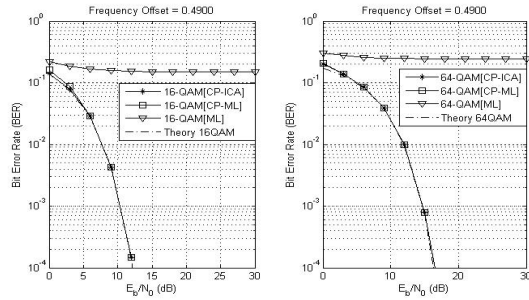 Frequency Offset = 0.4900
10^0
10^-1
10^-2
10^-3
10^-4
Bit Error Rate (BER)
0 5 10 15 20 25 30
E_b/N_0 (dB)
16-QAM[CP-ICA]
16-QAM[CP-ML]
16-QAM[ML]
Theory 16QAM
Frequency Offset = 0.4900
10^0
10^-1
10^-2
10^-3
10^-4
Bit Error Rate (BER)
0 10 20 30
E_b/N_0 (dB)
64-QAM[CP-ICA]
64-QAM[CP-ML]
64-QAM[ML]
Theory 64QAM